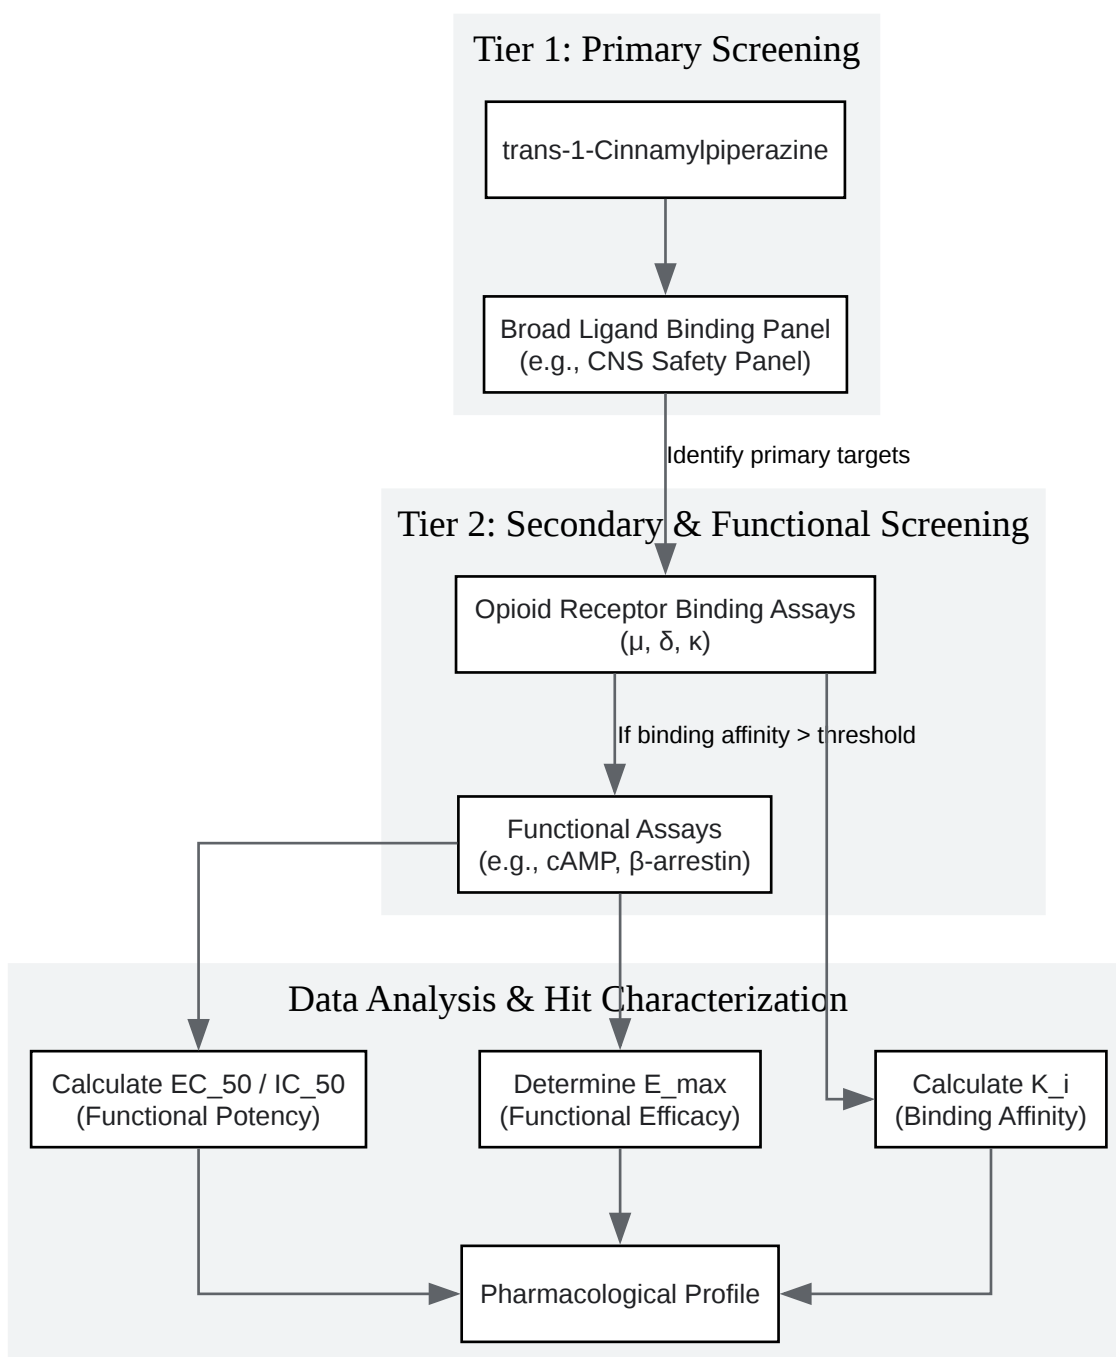 Tier 1: Primary Screening
trans-1-Cinnamylpiperazine
Broad Ligand Binding Panel
(e.g., CNS Safety Panel)
Identify primary targets
Tier 2: Secondary & Functional Screening
Opioid Receptor Binding Assays
(μ, δ, κ)
If binding affinity > threshold
Functional Assays
(e.g., cAMP, β-arrestin)
Data Analysis & Hit Characterization
Calculate EC_50 / IC_50
(Functional Potency)
Determine E_max
(Functional Efficacy)
Calculate K_i
(Binding Affinity)
Pharmacological Profile